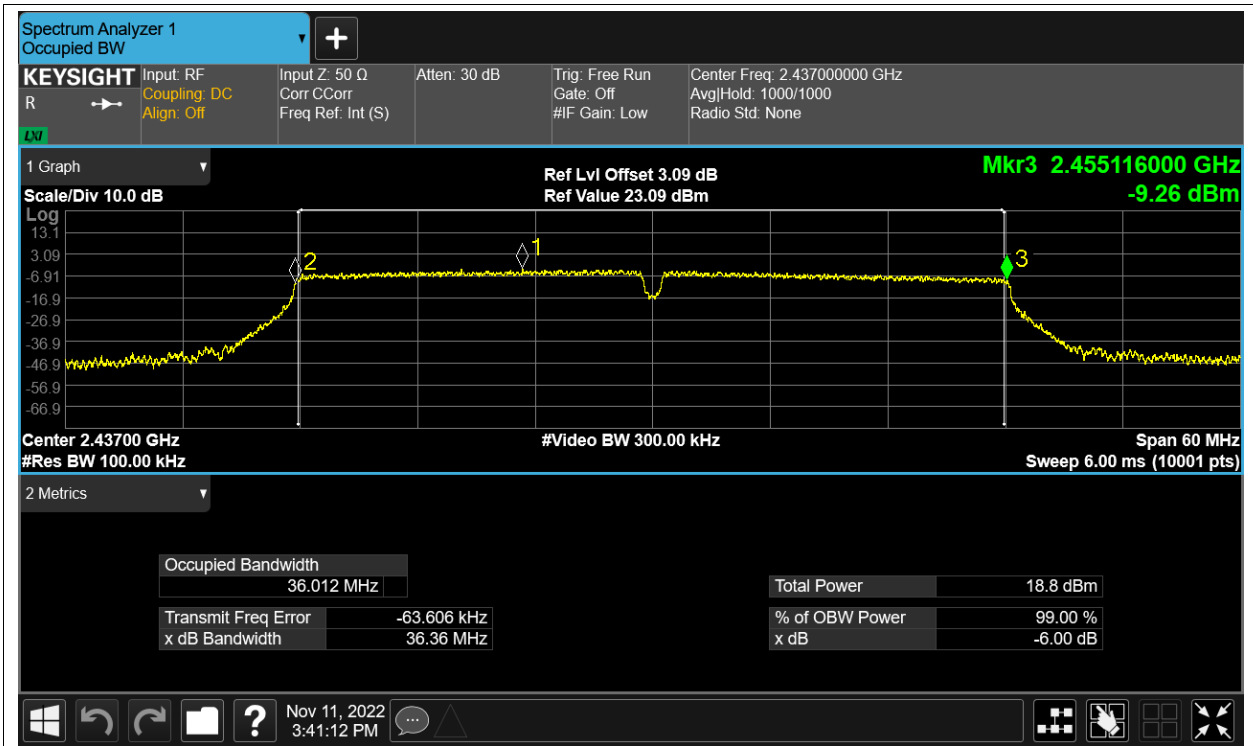 Spectrum Analyzer 1
Occupied BW
KEYSIGHT Input: RF Input Z: 50 Ω Atten: 30 dB Trig: Free Run Center Freq: 2.437000000 GHz
R Coupling: DC Corr CCorr Gate: Off Avg|Hold: 1000/1000
Align: Off Freq Ref: Int (S) #IF Gain: Low Radio Std: None
LXI
1 Graph Ref Lvl Offset 3.09 dB Mkr3 2.455116000 GHz
Scale/Div 10.0 dB Ref Value 23.09 dBm -9.26 dBm
Log
13.1
3.09
-6.91
-16.9
-26.9
-36.9
-46.9
-56.9
-66.9
2 1 3
Center 2.43700 GHz #Video BW 300.00 kHz Span 60 MHz
#Res BW 100.00 kHz Sweep 6.00 ms (10001 pts)
2 Metrics
Occupied Bandwidth
36.012 MHz Total Power 18.8 dBm
Transmit Freq Error -63.606 kHz % of OBW Power 99.00 %
x dB Bandwidth 36.36 MHz x dB -6.00 dB
Nov 11, 2022
3:41:12 PM